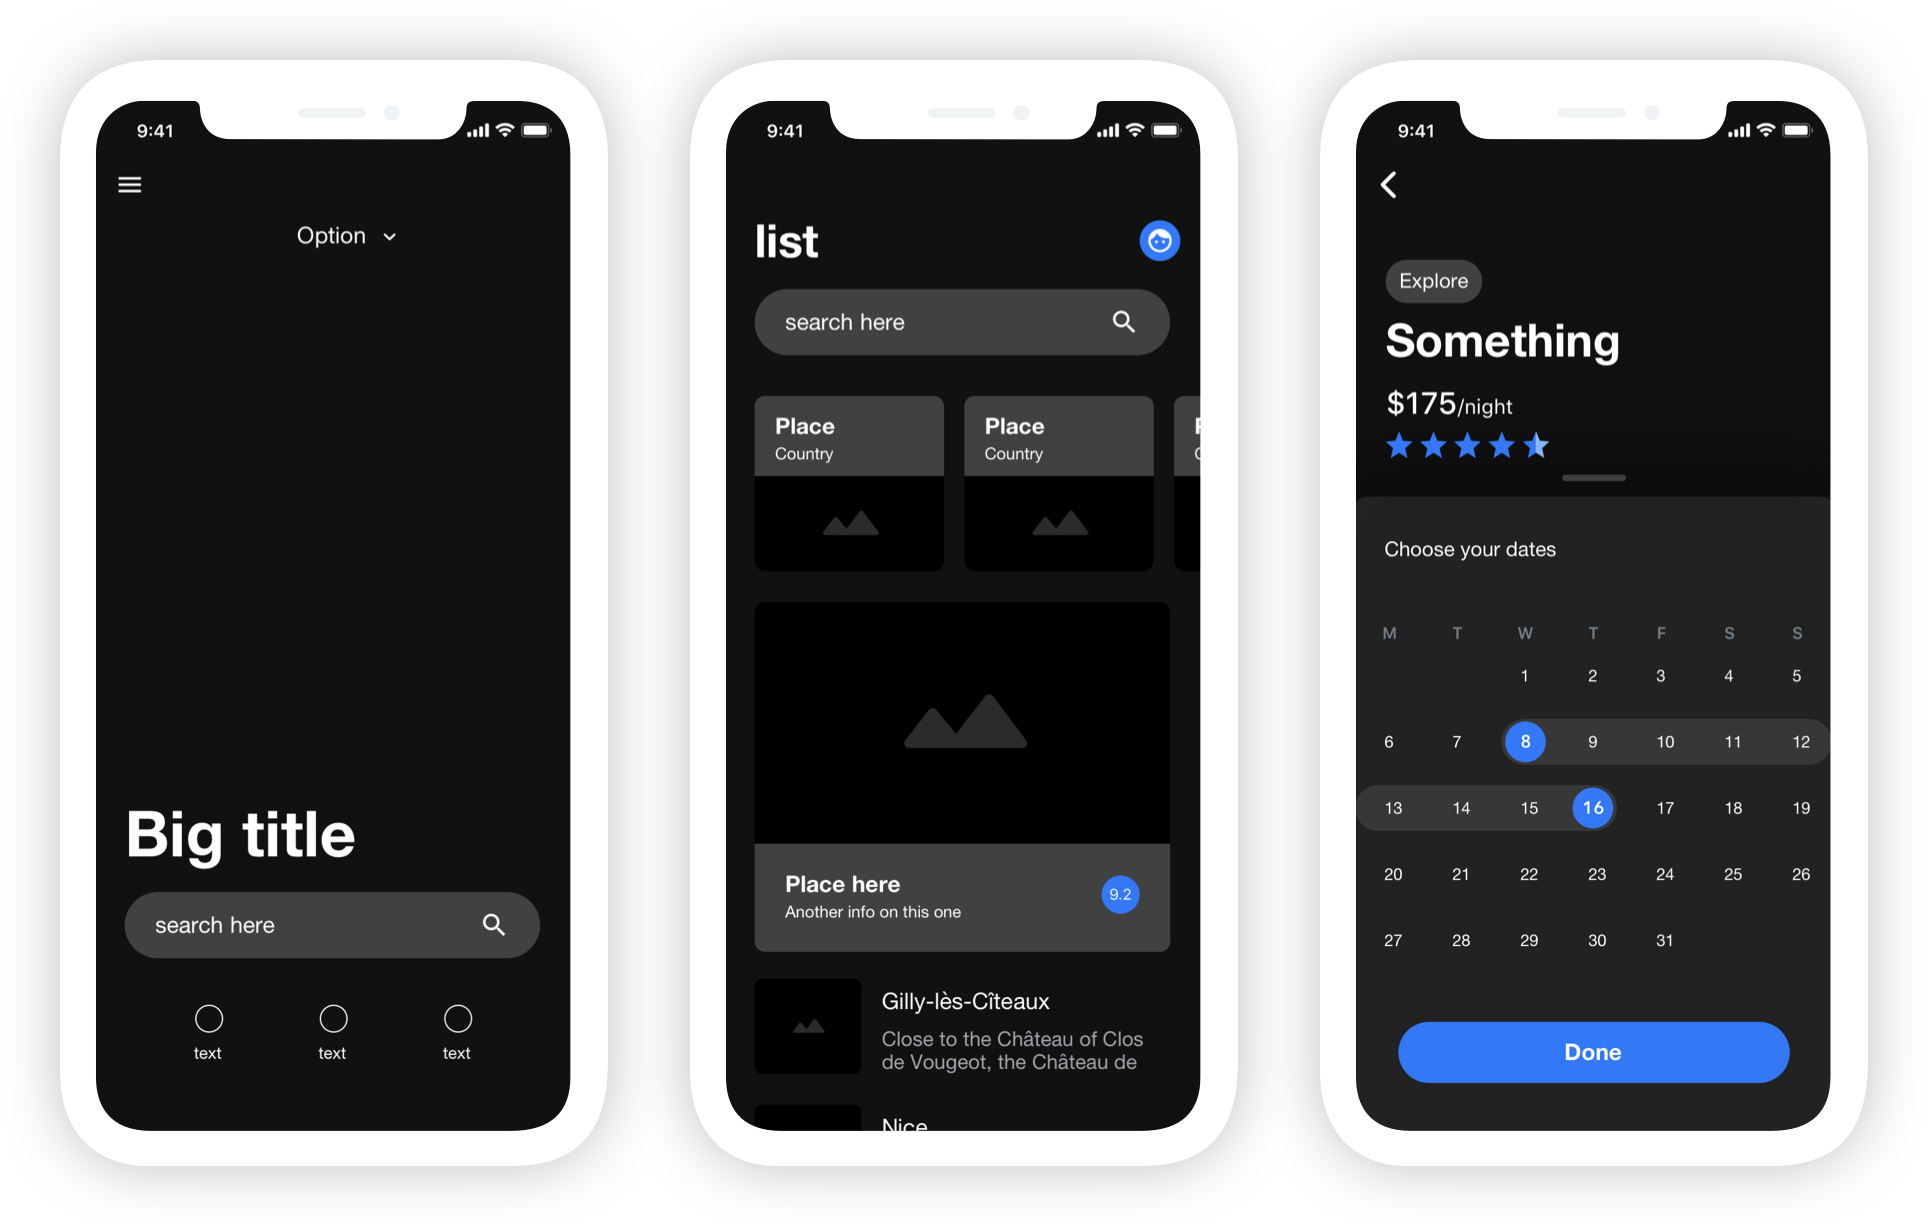 9:41
Option
Big title
search here
text text text
9:41
list
search here
Place Place
Country Country
Place here
Another info on this one
9.2
Gilly-lès-Cîteaux
Close to the Château of Clos
de Vougeot, the Château de
Nice
9:41
Explore
Something
$175/night
Choose your dates
M T W T F S S
1 2 3 4 5
6 7 8 9 10 11 12
13 14 15 16 17 18 19
20 21 22 23 24 25 26
27 28 29 30 31
Done